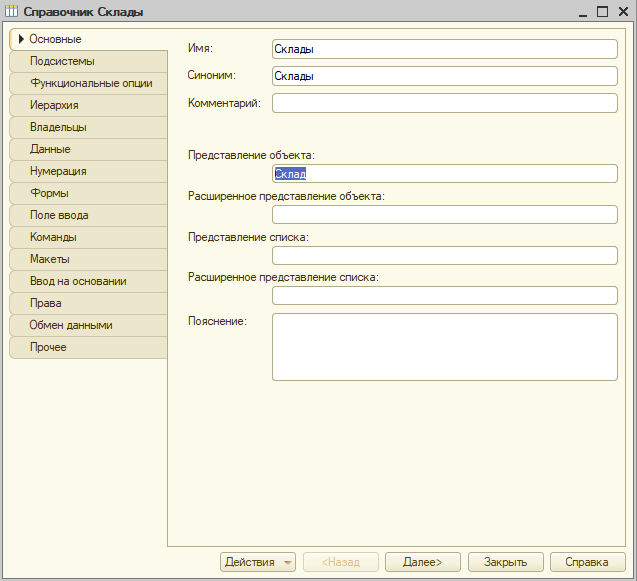 Справочник Склады
Основные
Подсистемы
Функциональные опции
Иерархия
Владельцы
Данные
Нумерация
Формы
Поле ввода
Команды
Макеты
Ввод на основании
Права
Обмен данными
Прочее
Имя: Склады
Синоним: Склады
Комментарий:
Представление объекта:
Склад
Расширенное представление объекта:
Представление списка:
Расширенное представление списка:
Пояснение:
Действия <Назад Далее> Закрыть Справка